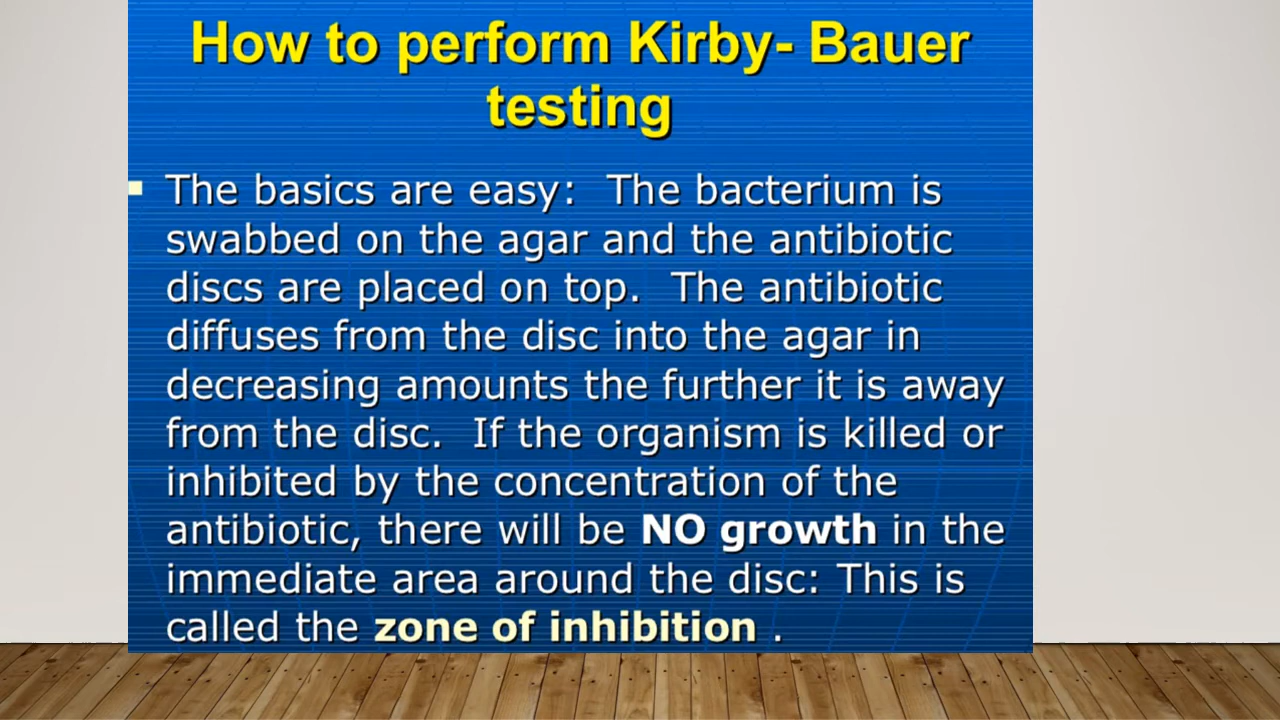 How to perform Kirby- Bauer
testing
The basics are easy:  The bacterium is
swabbed on the agar and the antibiotic
discs are placed on top.  The antibiotic
diffuses from the disc into the agar in
decreasing amounts the further it is away
from the disc.  If the organism is killed or
inhibited by the concentration of the
antibiotic, there will be NO growth in the
immediate area around the disc: This is
called the zone of inhibition .